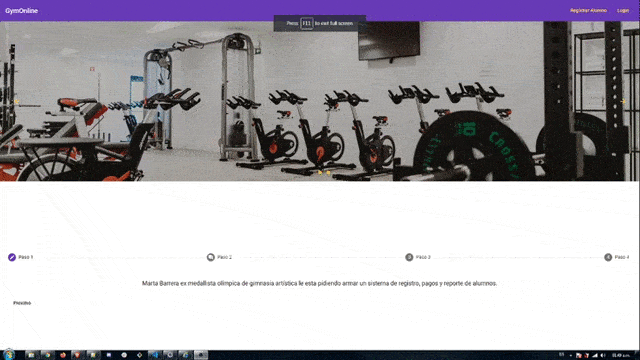 GymOnline
Registrar Alumno Login
Press F11 to exit full screen
Paso 1
Paso 2
Paso 3
Paso 4
Marta Barrera ex medallista olimpica de gimnasia artística le esta pidiendo armar un sistema de registro, pagos y reporte de alumnos.
Proximo